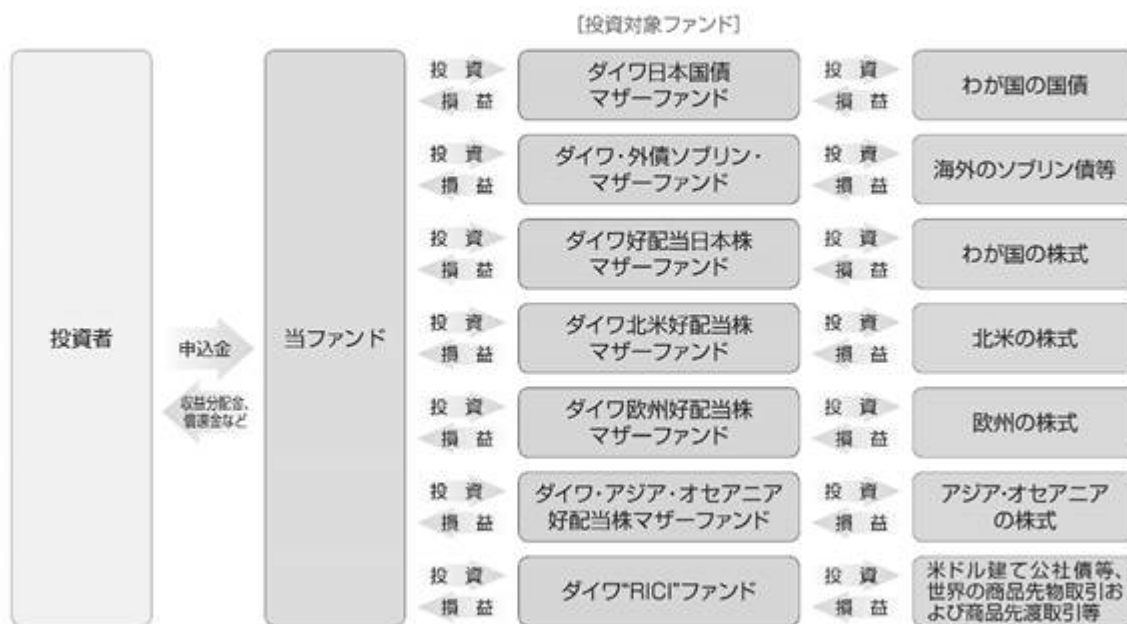 [投資対象ファンド]
投資者
申込金
収益分配金、
償還金など
当ファンド
投 資
損 益
ダイワ日本国債
マザーファンド
投 資
損 益
わが国の国債
投 資
損 益
ダイワ・外債ソブリン・
マザーファンド
投 資
損 益
海外のソブリン債等
投 資
損 益
ダイワ好配当日本株
マザーファンド
投 資
損 益
わが国の株式
投 資
損 益
ダイワ北米好配当株
マザーファンド
投 資
損 益
北米の株式
投 資
損 益
ダイワ欧州好配当株
マザーファンド
投 資
損 益
欧州の株式
投 資
損 益
ダイワ・アジア・オセアニア
好配当株マザーファンド
投 資
損 益
アジア・オセアニア
の株式
投 資
損 益
ダイワ"RICI"ファンド
投 資
損 益
米ドル建て公社債等、
世界の商品先物取引お
よび商品先渡取引等